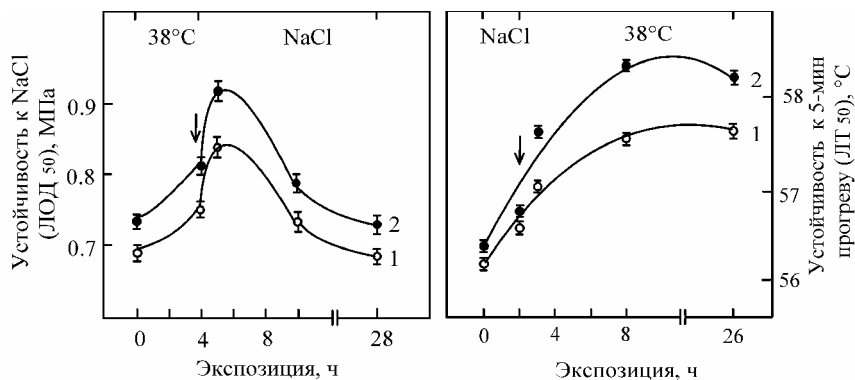 38°C NaCl
Устойчивость к NaCl
(ЛОД 50), МПа
0.9
0.8
0.7
2
1
0 4 8 28
Экспозиция, ч
NaCl 38°C
2
1
58
57
56
Устойчивость к 5-мин
прогреву (ЛТ 50), °C
0 4 8 26
Экспозиция, ч